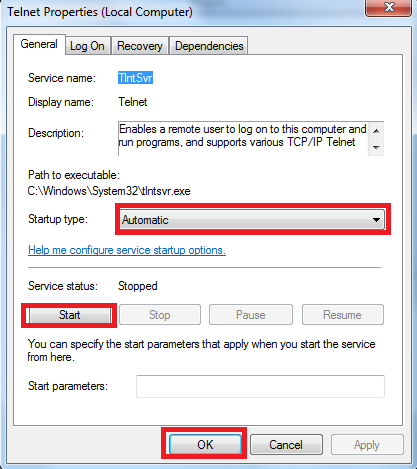 Telnet Properties (Local Computer)
General Log On Recovery Dependencies
Service name: TlntSvr
Display name: Telnet
Description: Enables a remote user to log on to this computer and
run programs, and supports various TCP/IP Telnet
Path to executable:
C:\Windows\System32\tlntsvr.exe
Startup type: Automatic
Help me configure service startup options.
Service status: Stopped
Start Stop Pause Resume
You can specify the start parameters that apply when you start the service
from here.
Start parameters:
OK Cancel Apply